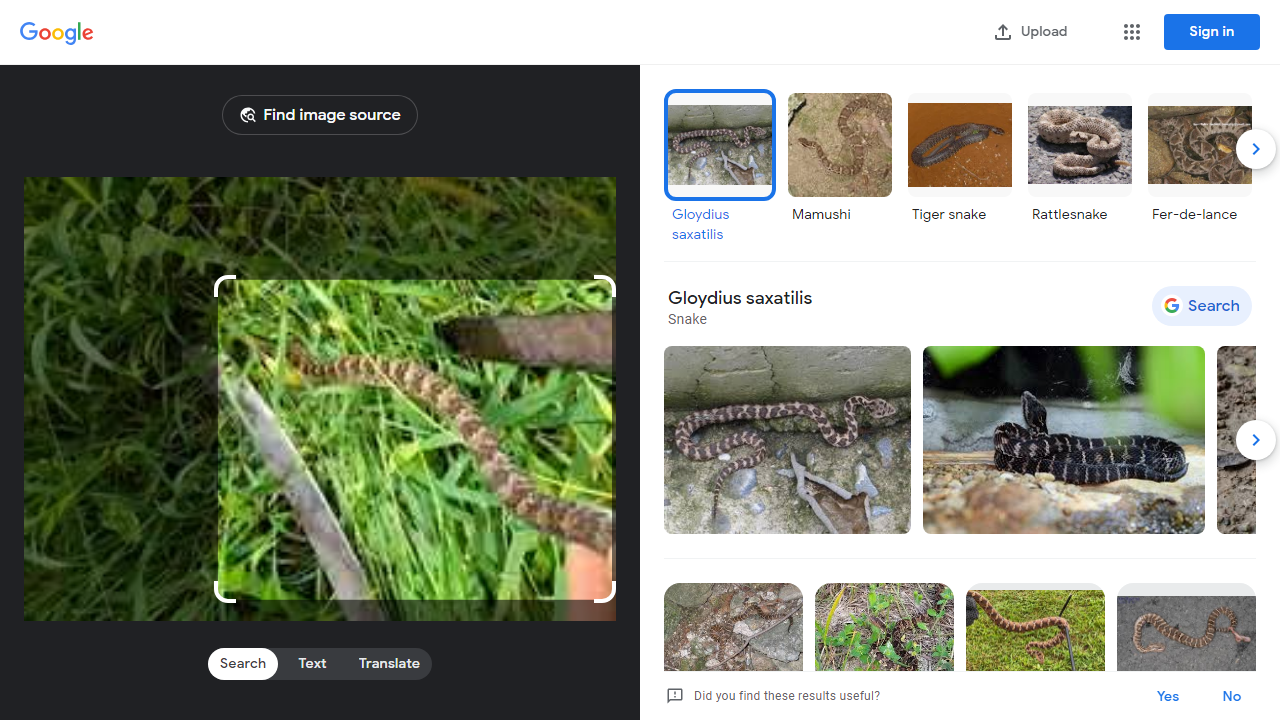 Google
Upload
Sign in
Find image source
Search
Text
Translate
Gloydius
saxatilis
Mamushi
Tiger snake
Rattlesnake
Fer-de-lance
Gloydius saxatilis
Snake
Search
Did you find these results useful?
Yes
No